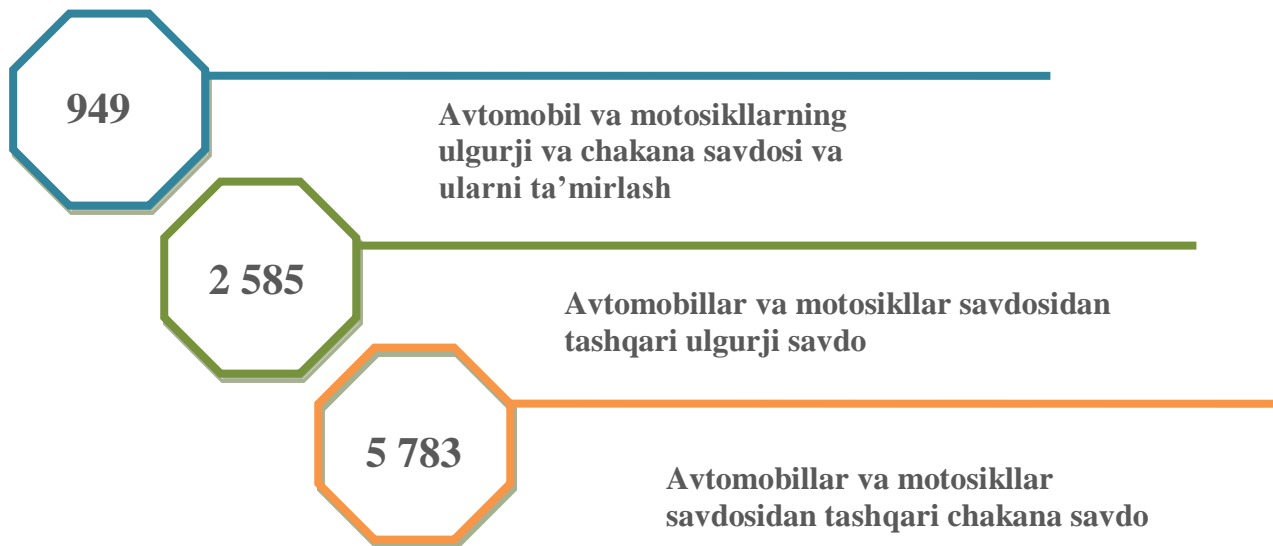 949
Avtomobil va motosikllarning
ulgurji va chakana savdosi va
ularni ta’mirlash
2 585
Avtomobillar va motosikllar savdosidan
tashqari ulgurji savdo
5 783
Avtomobillar va motosikllar
savdosidan tashqari chakana savdo